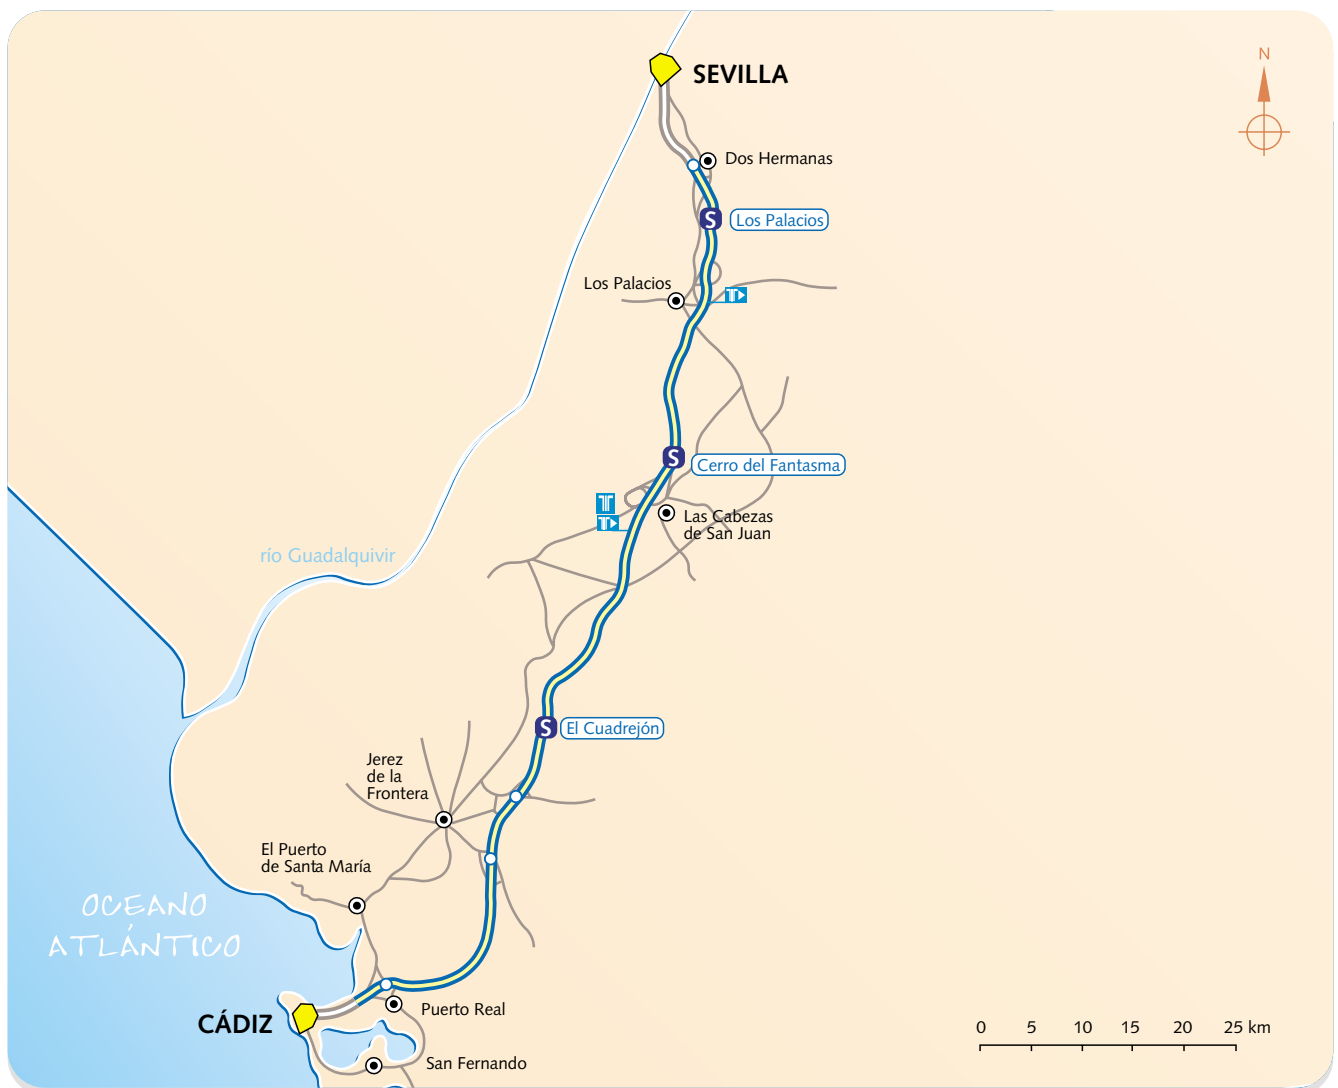 N
SEVILLA
Dos Hermanas
S
Los Palacios
Los Palacios
T
S
Cerro del Fantasma
T
T
Las Cabezas
de San Juan
río Guadalquivir
S
El Cuadrejón
Jerez
de la
Frontera
El Puerto
de Santa María
OCEANO
ATLÁNTICO
CÁDIZ
Puerto Real
San Fernando
0 5 10 15 20 25 km